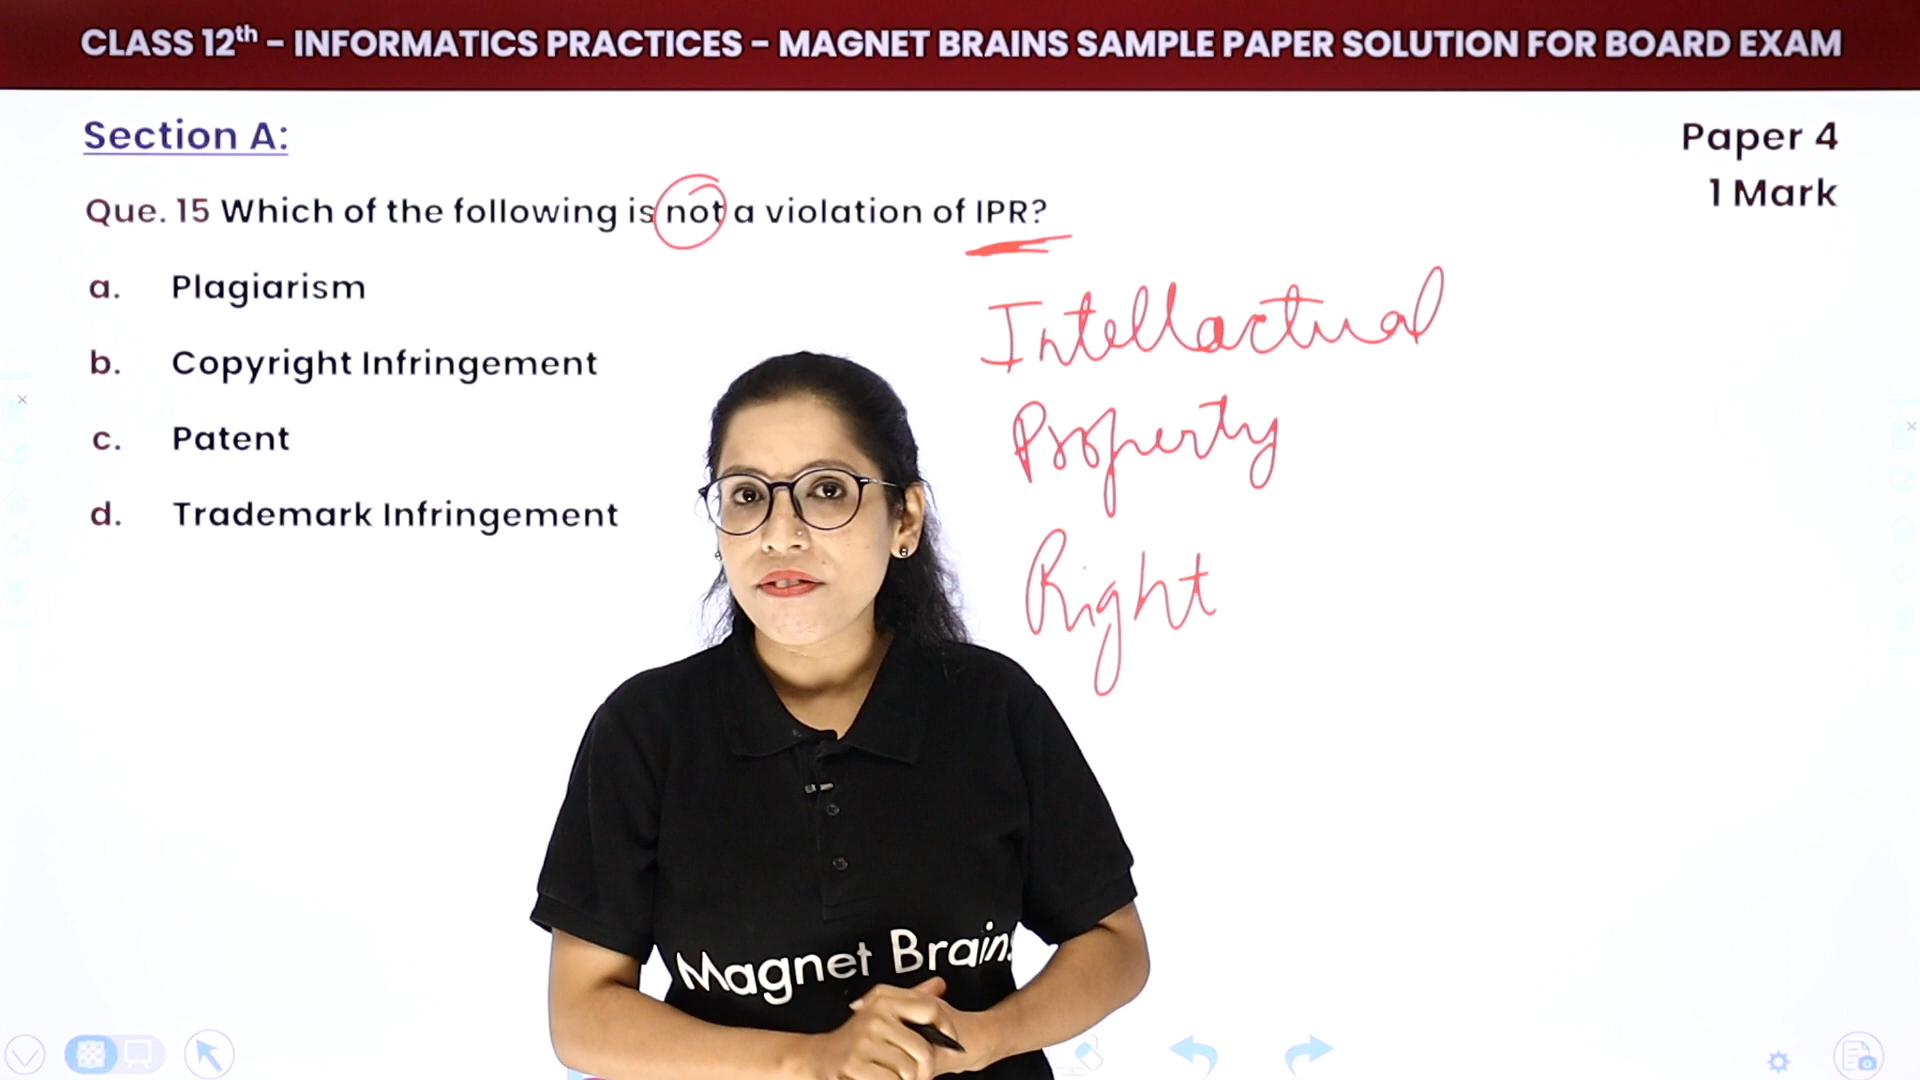 CLASS 12th - INFORMATICS PRACTICES - MAGNET BRAINS SAMPLE PAPER SOLUTION FOR BOARD EXAM
Section A:
Paper 4
1 Mark
Que. 15 Which of the following is not a violation of IPR?
a. Plagiarism
b. Copyright Infringement
c. Patent
d. Trademark Infringement
Intellactual
Property
Right
Magnet Brains